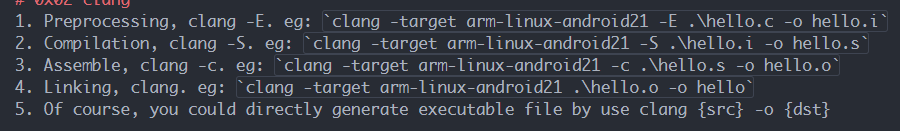 # 0x02 clang
1. Preprocessing, clang -E. eg: `clang -target arm-linux-android21 -E .\hello.c -o hello.i`
2. Compilation, clang -S. eg: `clang -target arm-linux-android21 -S .\hello.i -o hello.s`
3. Assemble, clang -c. eg: `clang -target arm-linux-android21 -c .\hello.s -o hello.o`
4. Linking, clang. eg: `clang -target arm-linux-android21 .\hello.o -o hello`
5. Of course, you could directly generate executable file by use clang {src} -o {dst}